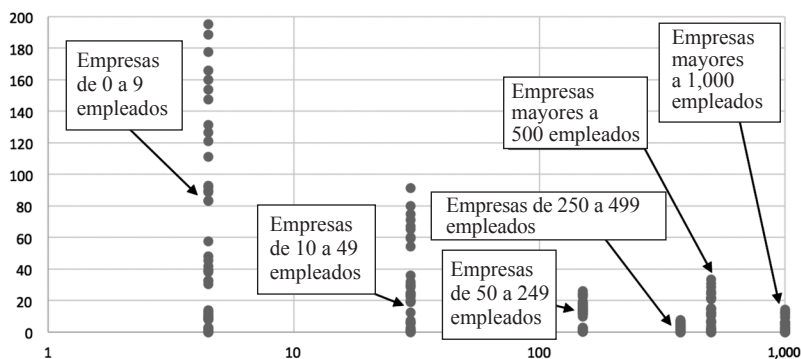 200
180
160
140
120
100
80
60
40
20
0
Empresas
de 0 a 9
empleados
Empresas
de 10 a 49
empleados
Empresas
de 50 a 249
empleados
Empresas de 250 a 499
empleados
Empresas
mayores a
500 empleados
Empresas
mayores
a 1,000
empleados
1
10
100
1,000